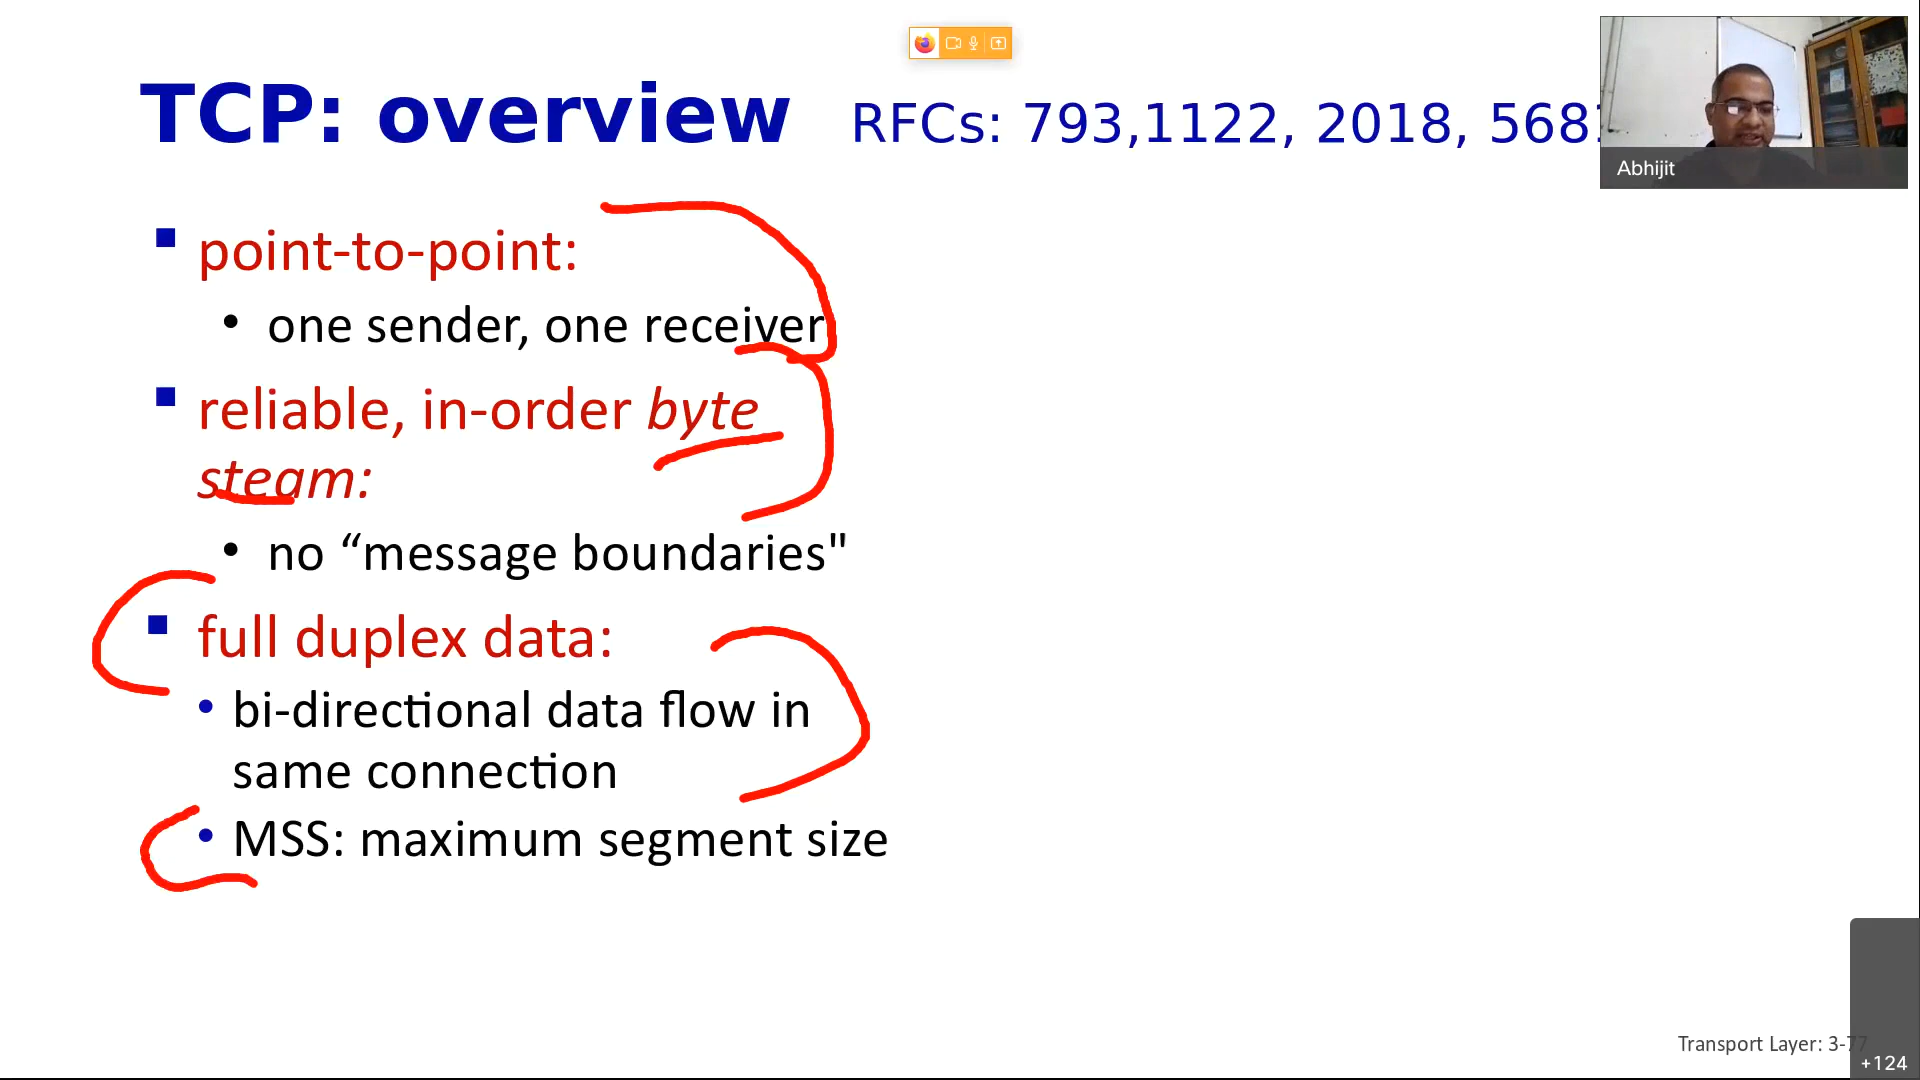 TCP: overview RFCs: 793,1122, 2018, 568
Abhijit
point-to-point:
• one sender, one receiver
reliable, in-order byte
steam:
• no “message boundaries"
full duplex data:
• bi-directional data flow in
same connection
• MSS: maximum segment size
Transport Layer: 3-77
+124